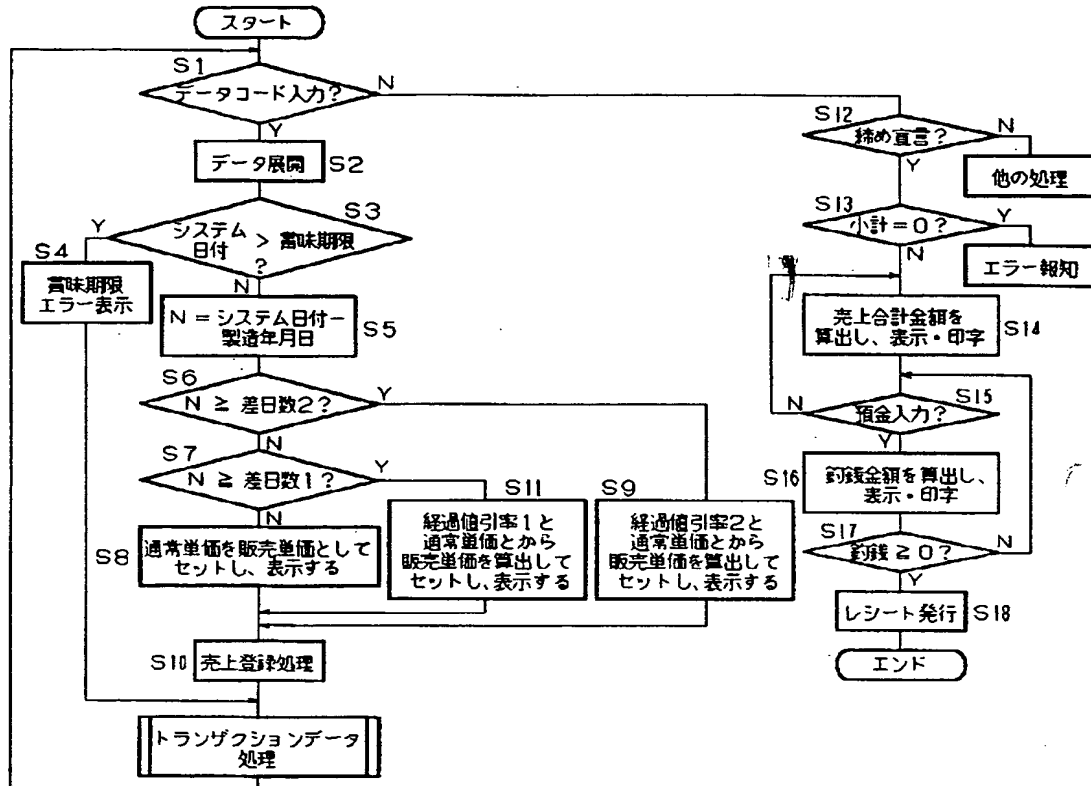 スタート
S1
データコード入力?
N
Y
データ展開
S2
S3
システム
日付 > 賞味期限
?
Y
N
S4
賞味期限
エラー表示
N=システム日付-
製造年月日
S5
S6
N ≧ 差日数2?
Y
N
S7
N ≧ 差日数1?
Y
N
S8
通常単価を販売単価として
セットし、表示する
S11
経過値引率1と
通常単価とから
販売単価を算出して
セットし、表示する
S9
経過値引率2と
通常単価とから
販売単価を算出して
セットし、表示する
S10
売上登録処理
トランザクションデータ
処理
S12
締め宣言?
N
Y
他の処理
S13
小計=0?
Y
N
エラー報知
売上合計金額を
算出し、表示・印字
S14
S15
預金入力?
N
Y
S16
釣銭金額を算出し、
表示・印字
S17
釣銭≧0?
N
Y
レシート発行
S18
エンド